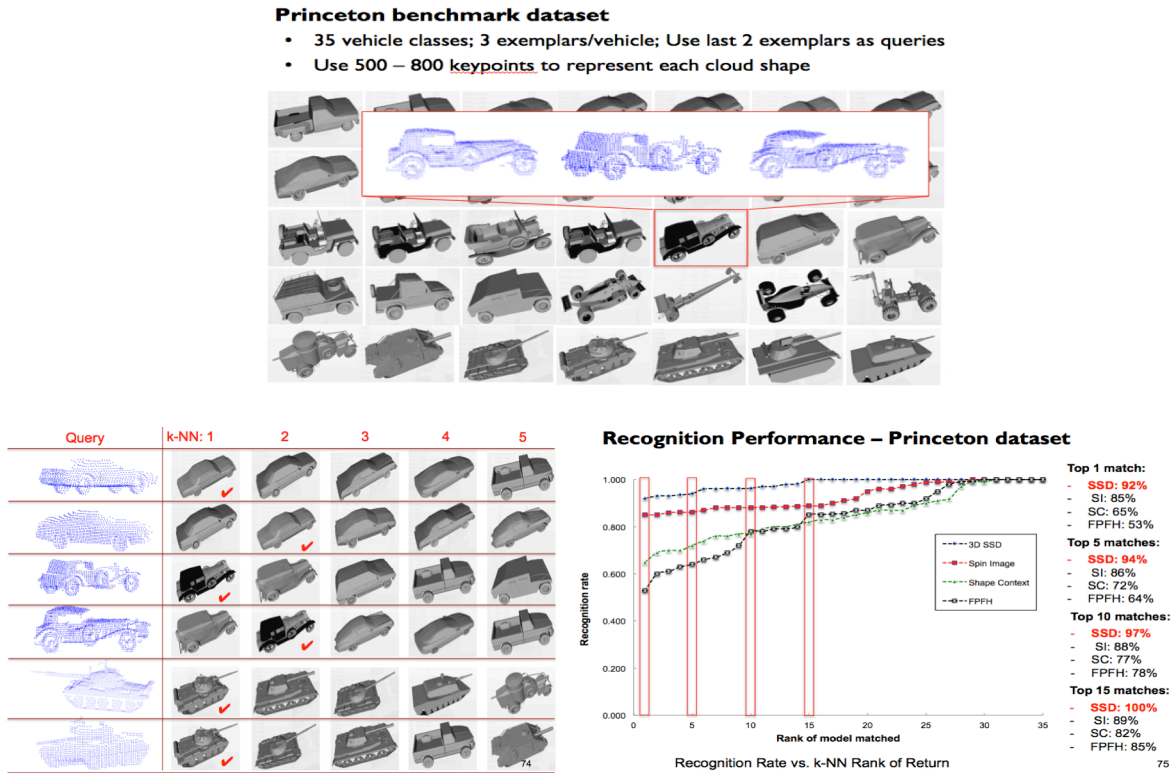 Princeton benchmark dataset
• 35 vehicle classes; 3 exemplars/vehicle; Use last 2 exemplars as queries
• Use 500 – 800 keypoints to represent each cloud shape
Query k-NN: 1 2 3 4 5
74
Recognition Performance – Princeton dataset
Recognition rate
1.000
0.800
0.600
0.400
0.200
0.000
0 5 10 15 20 25 30 35
Rank of model matched
3D SSD
Spin Image
Shape Context
FPFH
Top 1 match:
- SSD: 92%
- SI: 85%
- SC: 65%
- FPFH: 53%
Top 5 matches:
- SSD: 94%
- SI: 86%
- SC: 72%
- FPFH: 64%
Top 10 matches:
- SSD: 97%
- SI: 88%
- SC: 77%
- FPFH: 78%
Top 15 matches:
- SSD: 100%
- SI: 89%
- SC: 82%
- FPFH: 85%
Recognition Rate vs. k-NN Rank of Return
75